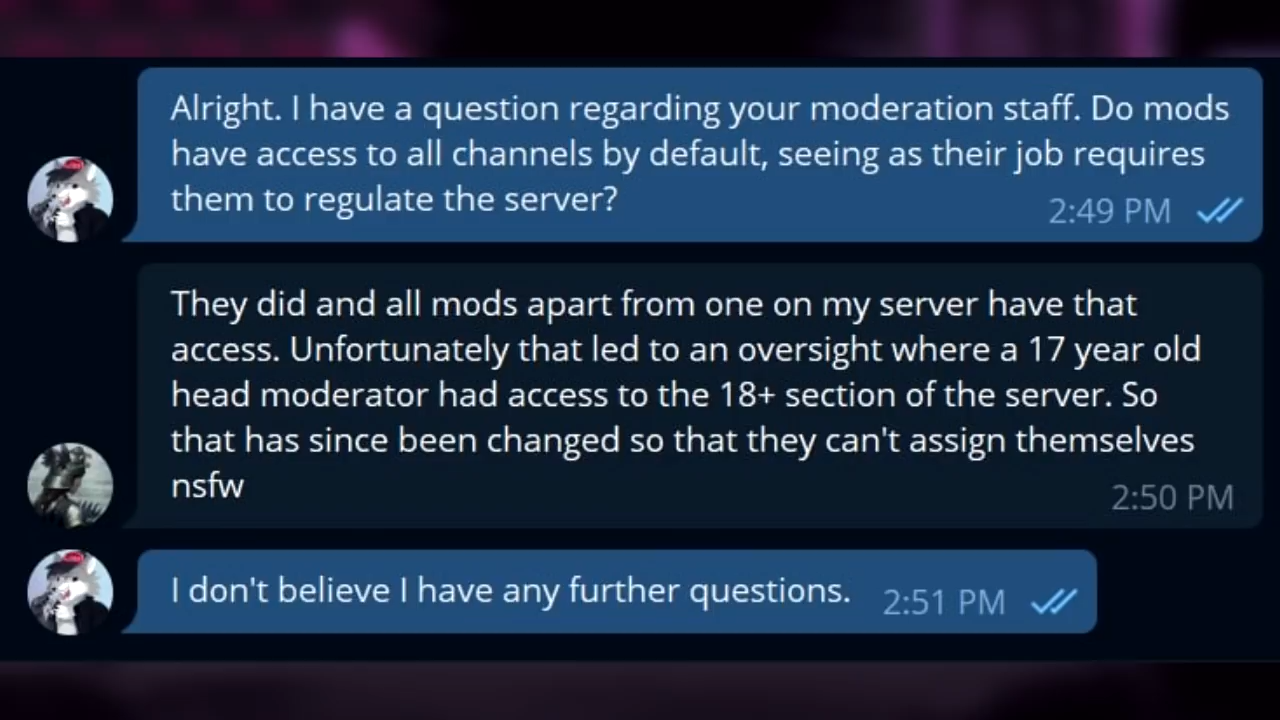 Alright. I have a question regarding your moderation staff. Do mods
have access to all channels by default, seeing as their job requires
them to regulate the server?
2:49 PM
They did and all mods apart from one on my server have that
access. Unfortunately that led to an oversight where a 17 year old
head moderator had access to the 18+ section of the server. So
that has since been changed so that they can't assign themselves
nsfw
2:50 PM
I don't believe I have any further questions.
2:51 PM